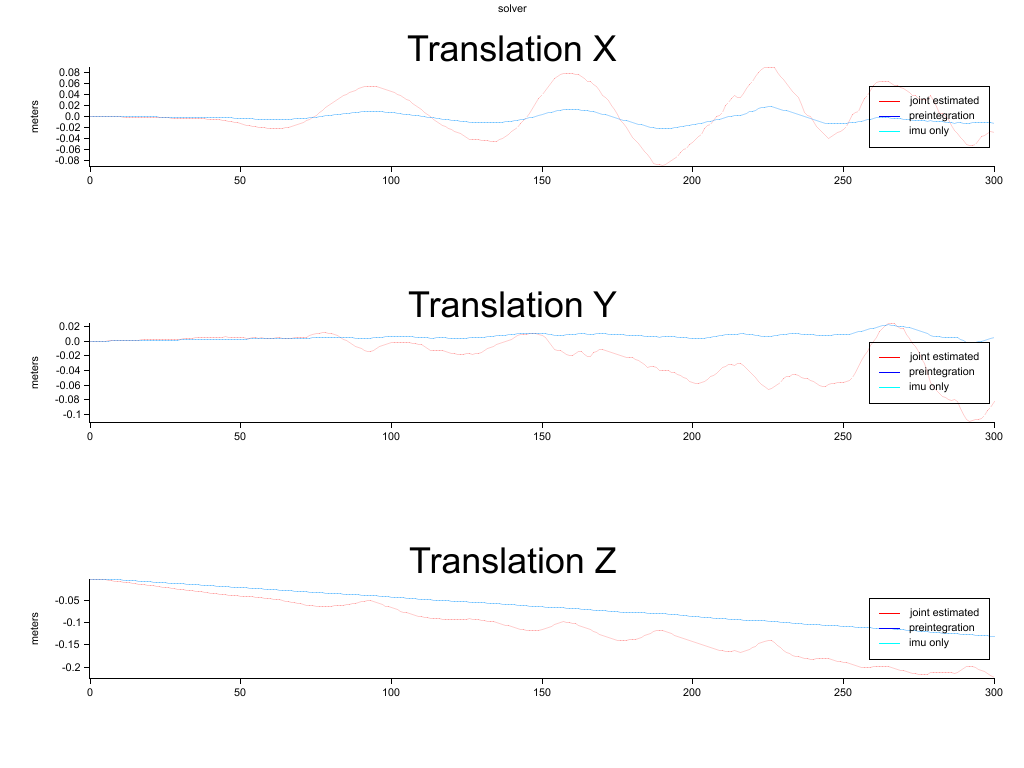 solver
Translation X
0.08
0.06
0.04
0.02
0.0
-0.02
-0.04
-0.06
-0.08
meters
joint estimated
preintegration
imu only
0 50 100 150 200 250 300
Translation Y
0.02
0.0
-0.02
-0.04
-0.06
-0.08
-0.1
meters
joint estimated
preintegration
imu only
0 50 100 150 200 250 300
Translation Z
-0.05
-0.1
-0.15
-0.2
meters
joint estimated
preintegration
imu only
0 50 100 150 200 250 300